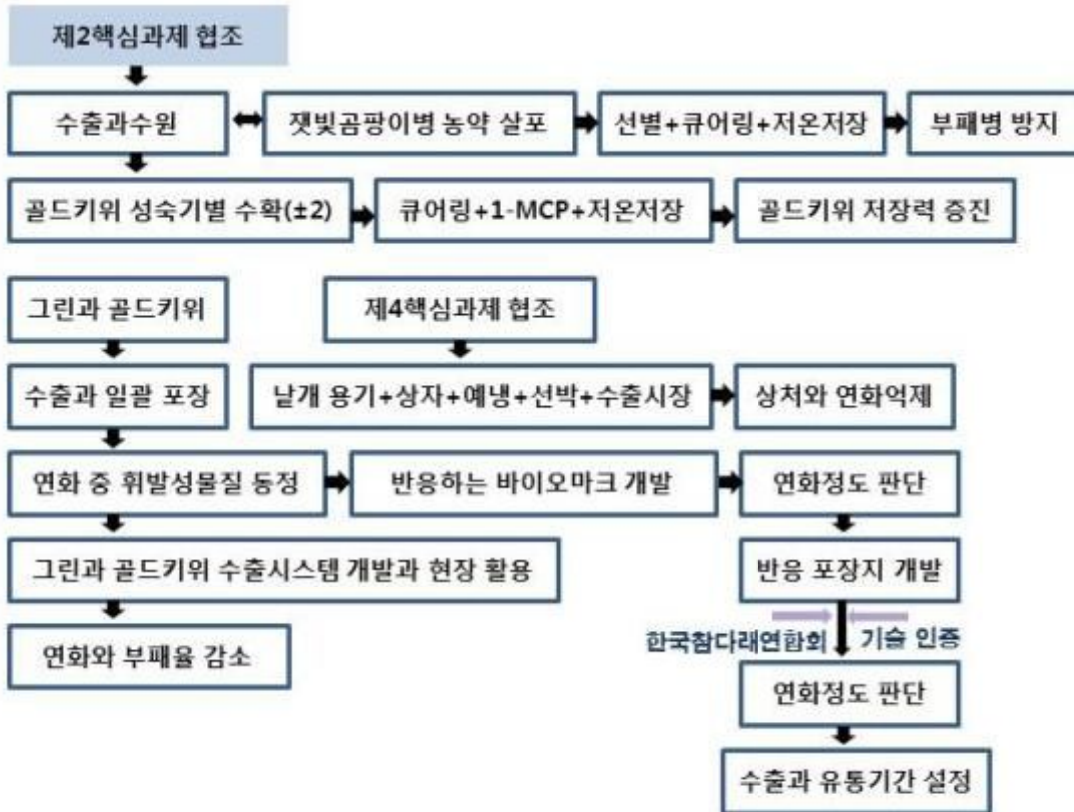 제2핵심과제 협조
수출과수원
잿빛곰팡이병 농약 살포
선별+큐어링+저온저장
부패병 방지
골드키위 성숙기별 수확(±2)
큐어링+1-MCP+저온저장
골드키위 저장력 증진
그린과 골드키위
제4핵심과제 협조
수출과 일괄 포장
낱개 용기+상자+예냉+선박+수출시장
상처와 연화억제
연화 중 휘발성물질 동정
반응하는 바이오마크 개발
연화정도 판단
그린과 골드키위 수출시스템 개발과 현장 활용
반응 포장지 개발
한국참다래연합회
기술 인증
연화와 부패율 감소
연화정도 판단
수출과 유통기간 설정